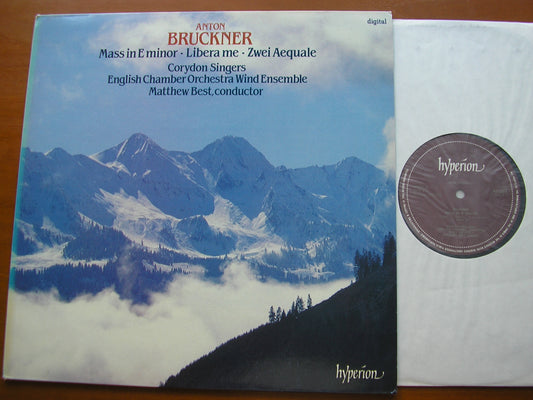 digital
ANTON
BRUCKNER
Mass in E minor · Libera me · Zwei Aequale
Corydon Singers
English Chamber Orchestra Wind Ensemble
Matthew Best, conductor
hyperion
hyperion